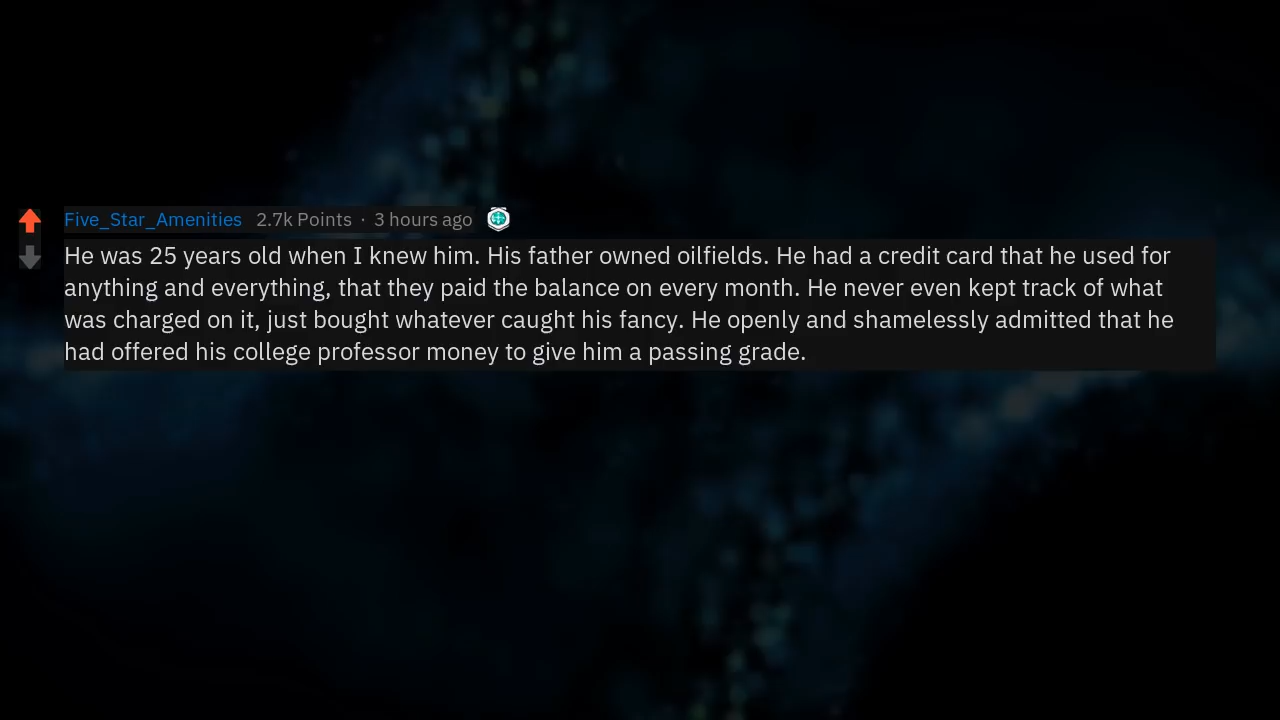 Five_Star_Amenities 2.7k Points · 3 hours ago
He was 25 years old when I knew him. His father owned oilfields. He had a credit card that he used for
anything and everything, that they paid the balance on every month. He never even kept track of what
was charged on it, just bought whatever caught his fancy. He openly and shamelessly admitted that he
had offered his college professor money to give him a passing grade.